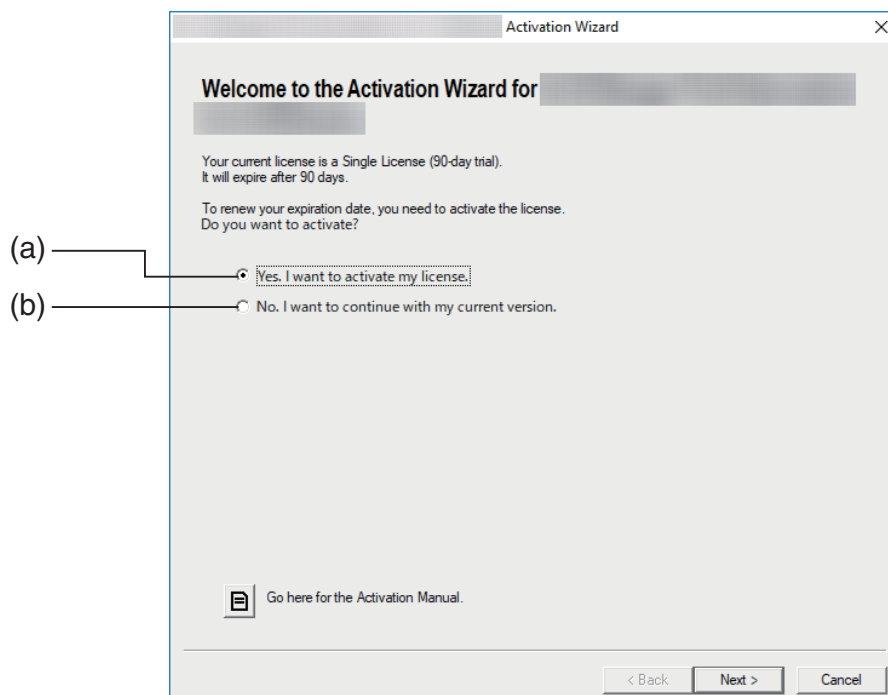 Activation Wizard
Welcome to the Activation Wizard for
Your current license is a Single License (90-day trial).
It will expire after 90 days.
To renew your expiration date, you need to activate the license.
Do you want to activate?
(a)
Yes. I want to activate my license.
(b)
No. I want to continue with my current version.
Go here for the Activation Manual.
< Back
Next >
Cancel